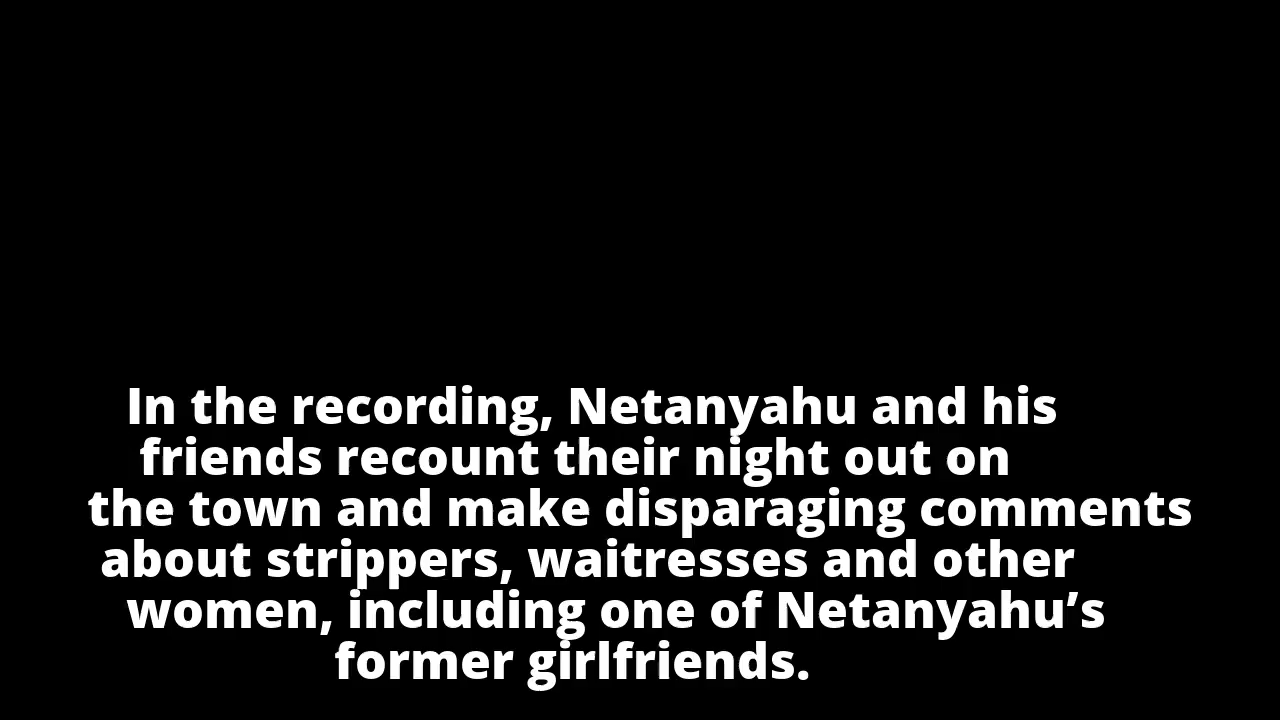 In the recording, Netanyahu and his
friends recount their night out on
the town and make disparaging comments
about strippers, waitresses and other
women, including one of Netanyahu’s
former girlfriends.